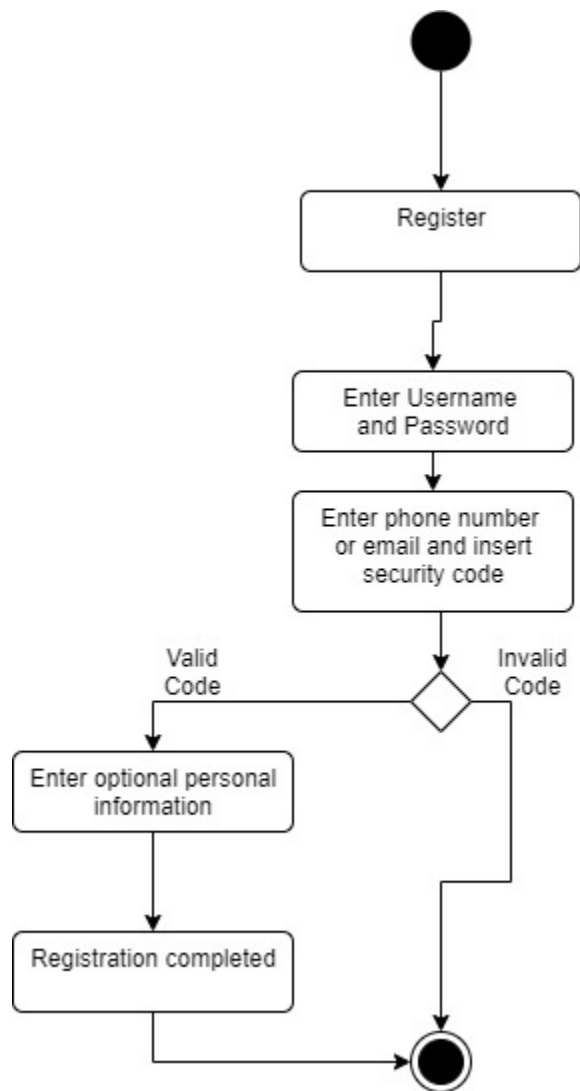 Register
Enter Username
and Password
Enter phone number
or email and insert
security code
Valid
Code
Invalid
Code
Enter optional personal
information
Registration completed